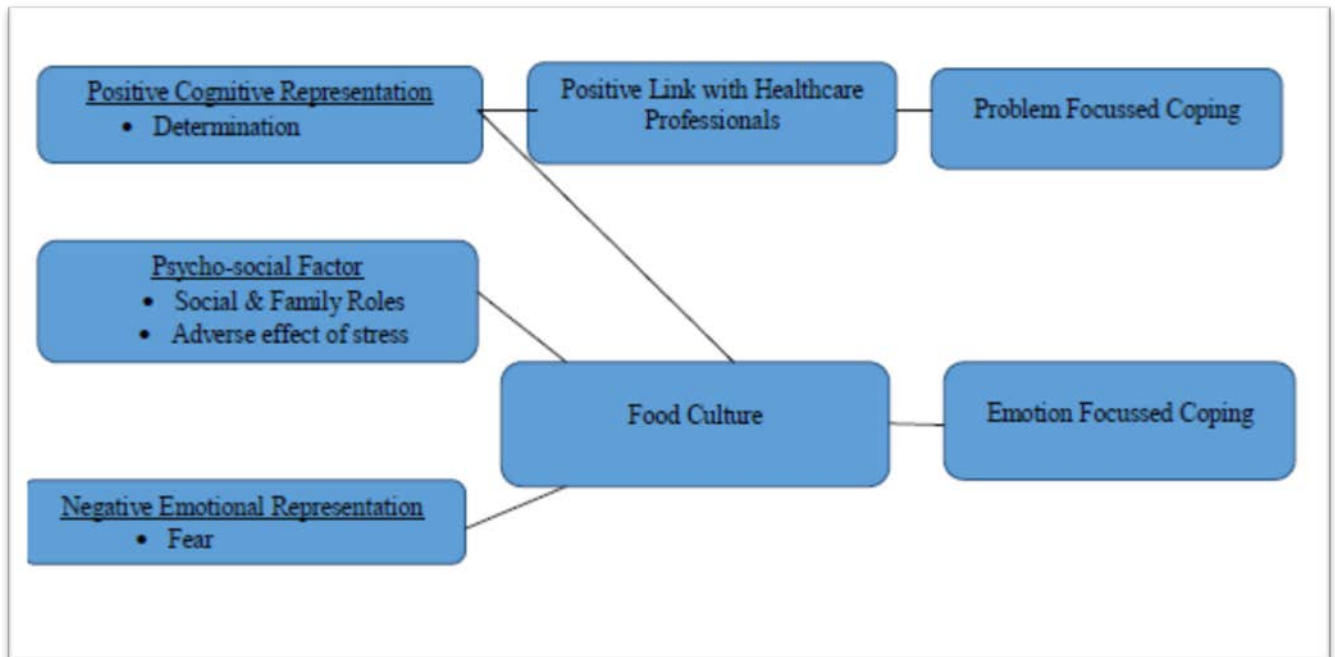 Positive Cognitive Representation
• Determination
Positive Link with Healthcare
Professionals
Problem Focussed Coping
Psycho-social Factor
• Social & Family Roles
• Adverse effect of stress
Food Culture
Emotion Focussed Coping
Negative Emotional Representation
• Fear